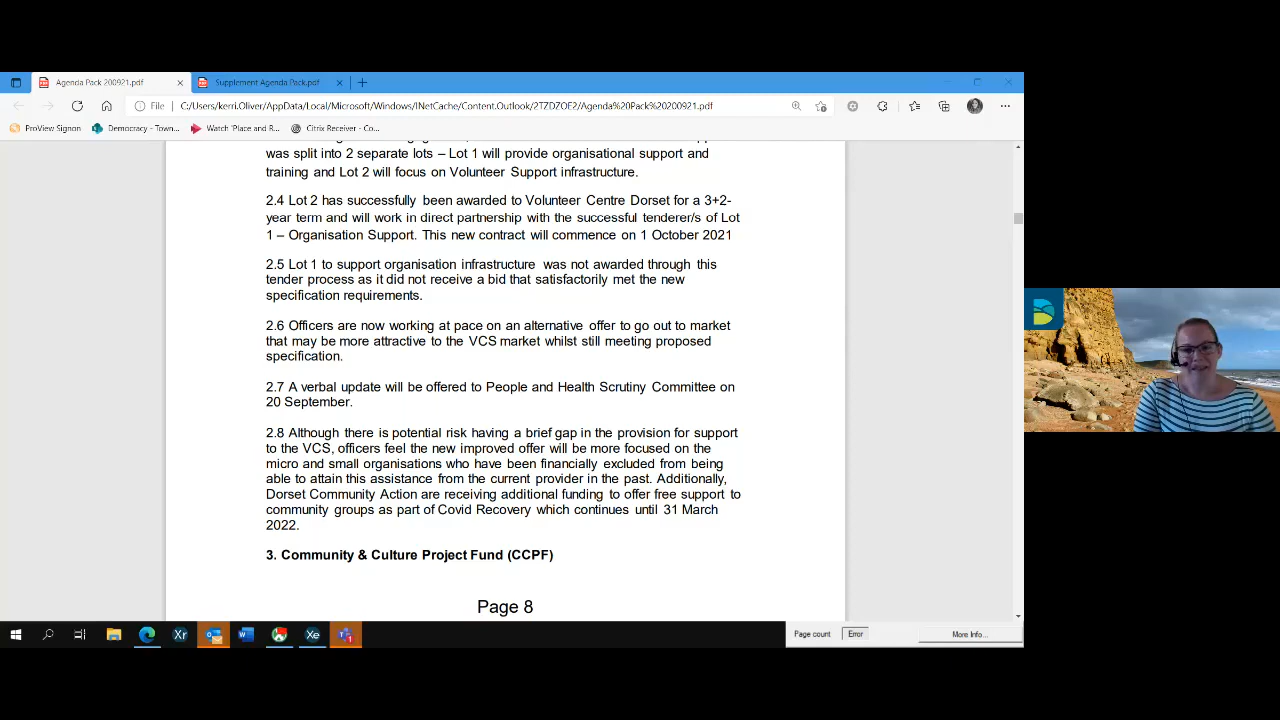 Agenda Pack 200921.pdf
Supplement Agenda Pack.pdf
File
C:/Users/kerri.Oliver/AppData/Local/Microsoft/Windows/INetCache/Content.Outlook/2TZDZOE2/Agenda%20Pack%20200921.pdf
ProView Signon
Democracy - Town...
Watch 'Place and R...
Citrix Receiver - Co...
was split into 2 separate lots – Lot 1 will provide organisational support and
training and Lot 2 will focus on Volunteer Support infrastructure.
2.4 Lot 2 has successfully been awarded to Volunteer Centre Dorset for a 3+2-
year term and will work in direct partnership with the successful tenderer/s of Lot
1 – Organisation Support. This new contract will commence on 1 October 2021
2.5 Lot 1 to support organisation infrastructure was not awarded through this
tender process as it did not receive a bid that satisfactorily met the new
specification requirements.
2.6 Officers are now working at pace on an alternative offer to go out to market
that may be more attractive to the VCS market whilst still meeting proposed
specification.
2.7 A verbal update will be offered to People and Health Scrutiny Committee on
20 September.
2.8 Although there is potential risk having a brief gap in the provision for support
to the VCS, officers feel the new improved offer will be more focused on the
micro and small organisations who have been financially excluded from being
able to attain this assistance from the current provider in the past. Additionally,
Dorset Community Action are receiving additional funding to offer free support to
community groups as part of Covid Recovery which continues until 31 March
2022.
3. Community & Culture Project Fund (CCPF)
Page 8
Page count
Error
More Info...